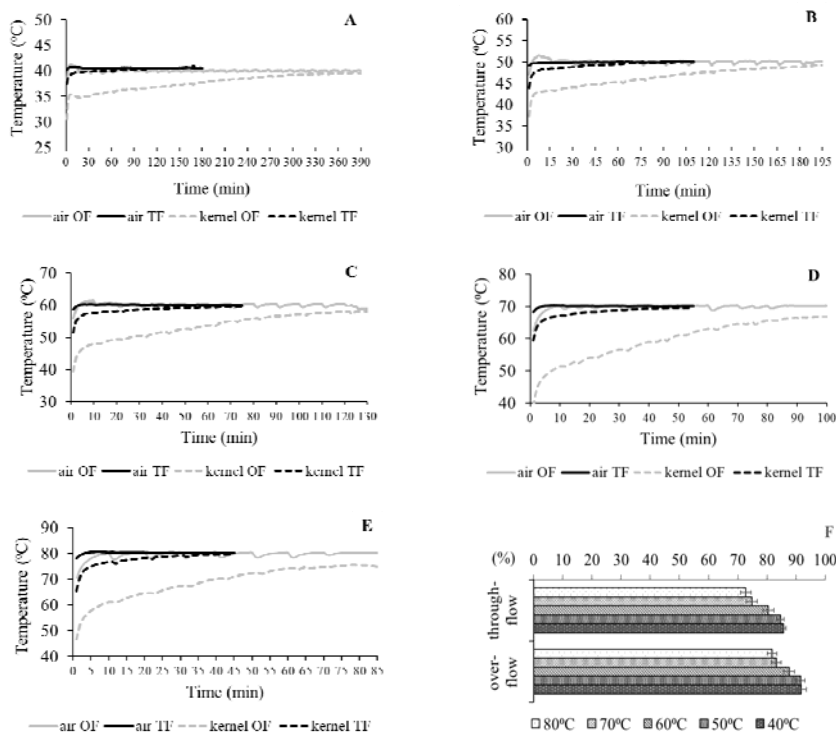 A
Temperature (ºC)
50
45
40
35
30
25
0 30 60 90 120 150 180 210 240 270 300 330 360 390
Time (min)
air OF air TF kernel OF kernel TF
B
Temperature (ºC)
60
55
50
45
40
35
30
0 15 30 45 60 75 90 105 120 135 150 165 180 195
Time (min)
air OF air TF kernel OF kernel TF
C
Temperature (ºC)
70
60
50
40
30
0 10 20 30 40 50 60 70 80 90 100 110 120 130
Time (min)
air OF air TF kernel OF kernel TF
D
Temperature (ºC)
80
70
60
50
40
0 10 20 30 40 50 60 70 80 90 100
Time (min)
air OF air TF kernel OF kernel TF
E
Temperature (ºC)
90
80
70
60
50
40
0 5 10 15 20 25 30 35 40 45 50 55 60 65 70 75 80 85
Time (min)
air OF air TF kernel OF kernel TF
F
(%) 0 10 20 30 40 50 60 70 80 90 100
through-
flow
over-
flow
80ºC 70ºC 60ºC 50ºC 40ºC